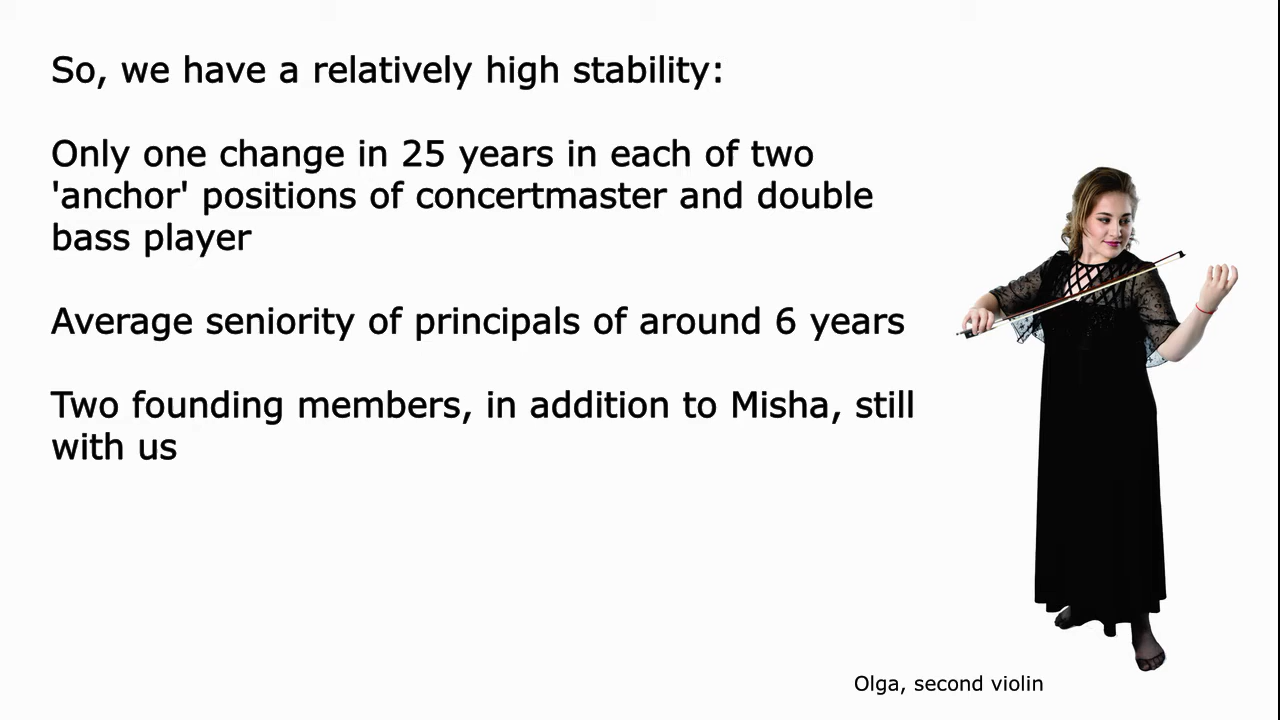 So, we have a relatively high stability:
Only one change in 25 years in each of two
'anchor' positions of concertmaster and double
bass player
Average seniority of principals of around 6 years
Two founding members, in addition to Misha, still
with us
Olga, second violin